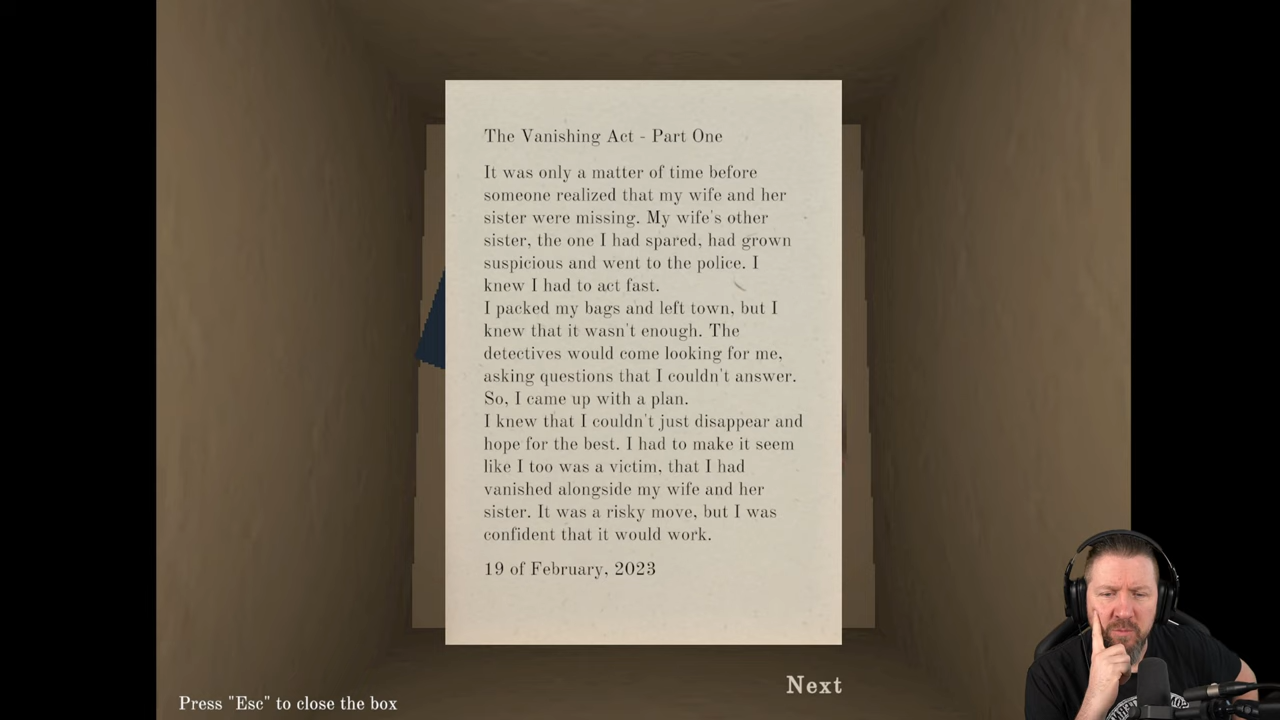 The Vanishing Act - Part One
It was only a matter of time before
someone realized that my wife and her
sister were missing. My wife's other
sister, the one I had spared, had grown
suspicious and went to the police. I
knew I had to act fast.
I packed my bags and left town, but I
knew that it wasn't enough. The
detectives would come looking for me,
asking questions that I couldn't answer.
So, I came up with a plan.
I knew that I couldn't just disappear and
hope for the best. I had to make it seem
like I too was a victim, that I had
vanished alongside my wife and her
sister. It was a risky move, but I was
confident that it would work.
19 of February, 2023
Next
Press "Esc" to close the box